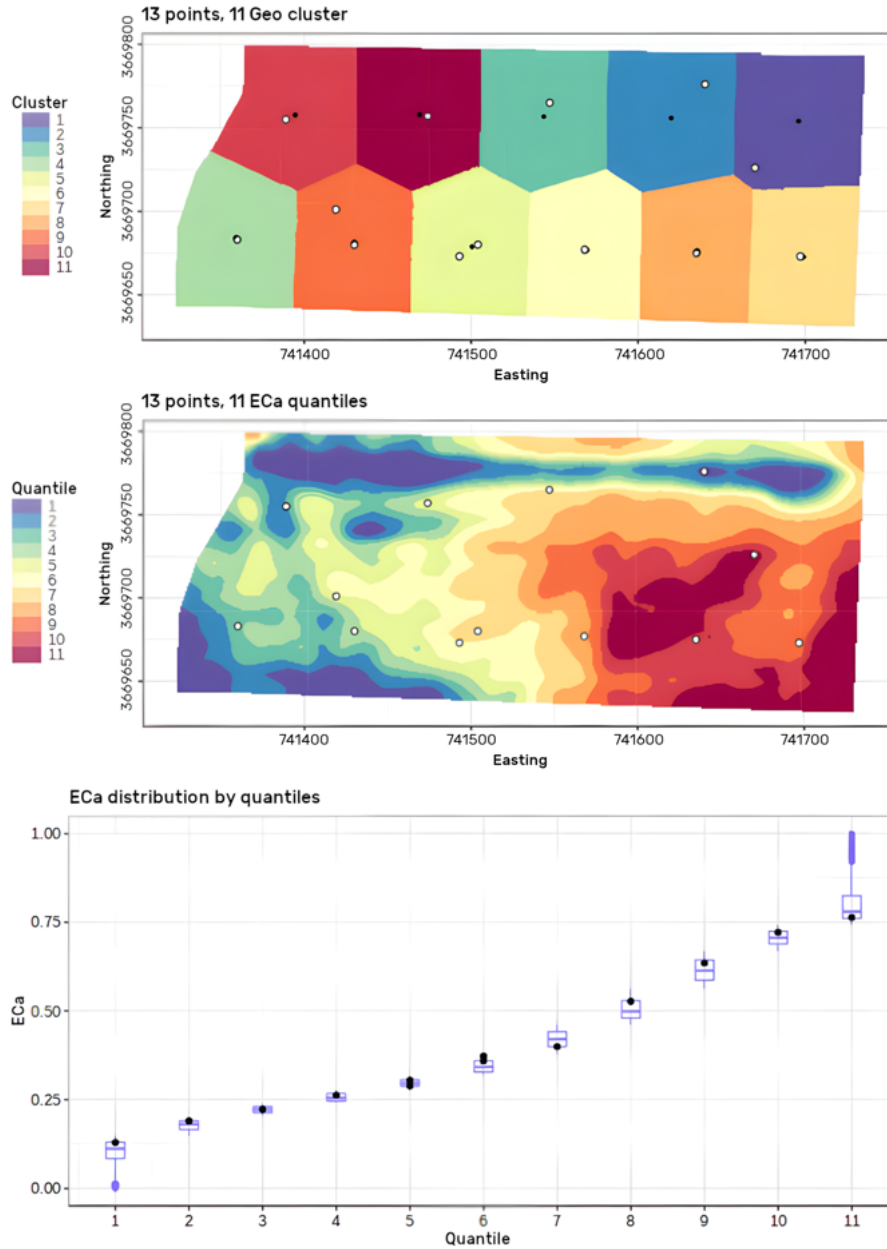 13 points, 11 Geo cluster
3669800
3669750
3669700
3669650
Northing
Cluster
1
2
3
4
5
6
7
8
9
10
11
741400 741500 741600 741700
Easting
13 points, 11 ECa quantiles
3669800
3669750
3669700
3669650
Northing
Quantile
1
2
3
4
5
6
7
8
9
10
11
741400 741500 741600 741700
Easting
ECa distribution by quantiles
1.00
0.75
0.50
0.25
0.00
ECa
1 2 3 4 5 6 7 8 9 10 11
Quantile